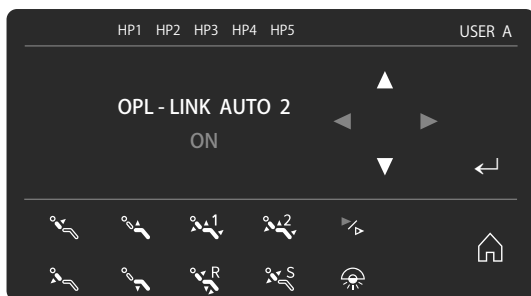 HP1 HP2 HP3 HP4 HP5 USER A
OPL - LINK AUTO 2
ON
1 2
R S